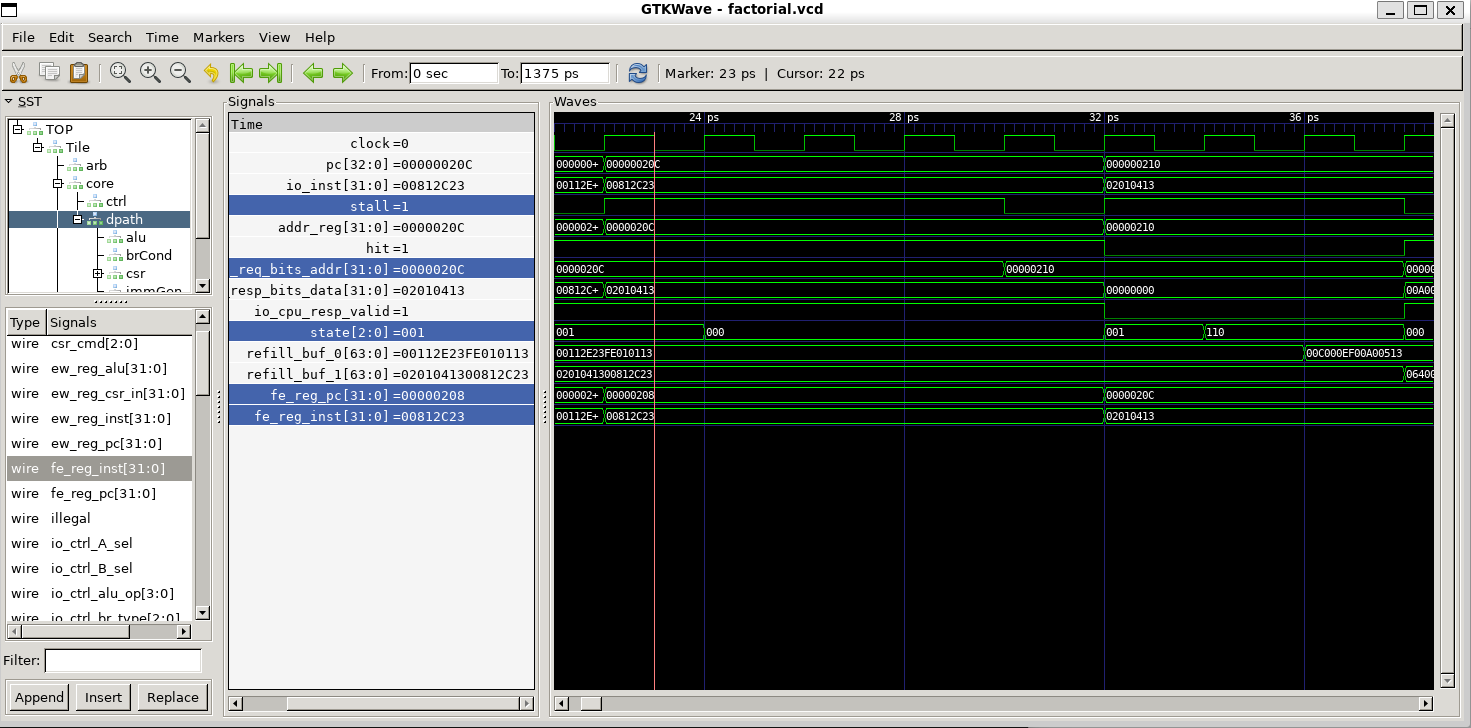 GTKWave - factorial.vcd
File Edit Search Time Markers View Help
From: 0 sec To: 1375 ps Marker: 23 ps | Cursor: 22 ps
SST
TOP
Tile
arb
core
ctrl
dpath
alu
brCond
csr
immGen
Type Signals
wire csr_cmd[2:0]
wire ew_reg_alu[31:0]
wire ew_reg_csr_in[31:0]
wire ew_reg_inst[31:0]
wire ew_reg_pc[31:0]
wire fe_reg_inst[31:0]
wire fe_reg_pc[31:0]
wire illegal
wire io_ctrl_A_sel
wire io_ctrl_B_sel
wire io_ctrl_alu_op[3:0]
wire io_ctrl_br_type[2:0]
Filter:
Append Insert Replace
Signals
Time
clock =0
pc[32:0] =00000020C
io_inst[31:0] =00812C23
stall =1
addr_reg[31:0] =0000020C
hit =1
_req_bits_addr[31:0] =0000020C
resp_bits_data[31:0] =02010413
io_cpu_resp_valid =1
state[2:0] =001
refill_buf_0[63:0] =00112E23FE010113
refill_buf_1[63:0] =0201041300812C23
fe_reg_pc[31:0] =00000208
fe_reg_inst[31:0] =00812C23
Waves
24 ps 28 ps 32 ps 36 ps
000000+ 00000020C 000000210
00112E+ 00812C23 02010413
000002+ 0000020C 00000210
0000020C 00000210 00000
00812C+ 02010413 00000000 00A00
001 000 001 110 000
00112E23FE010113 00C000EF00A00513
0201041300812C23 06400
000002+ 00000208 0000020C
00112E+ 00812C23 02010413